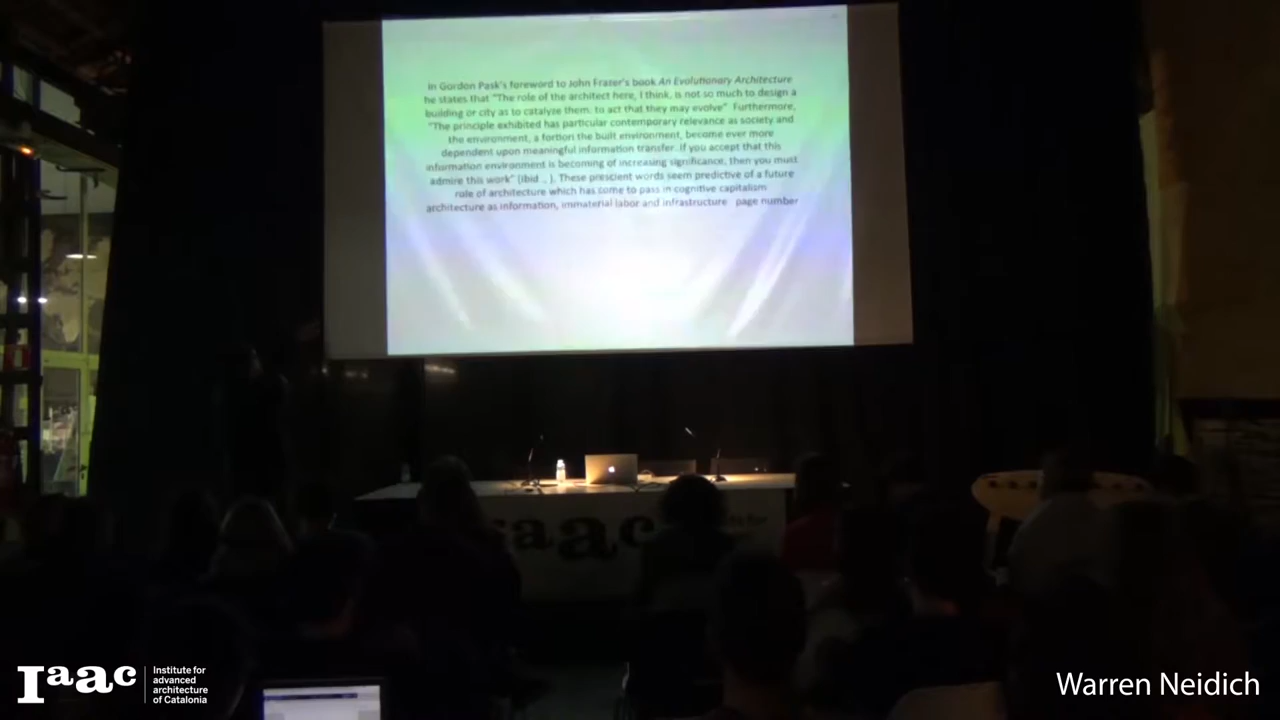 In Gordon Pask's foreword to John Frazer's book An Evolutionary Architecture
he states that "The role of the architect here, I think, is not so much to design a
building or city as to catalyze them: to act that they may evolve" Furthermore,
"The principle exhibited has particular contemporary relevance as society and
the environment, a fortiori the built environment, become ever more
dependent upon meaningful information transfer. If you accept that this
information environment is becoming of increasing significance, then you must
admire this work" (Ibid ., ). These prescient words seem predictive of a future
role of architecture which has come to pass in cognitive capitalism
architecture as information, immaterial labor and infrastructure page number
Iaac
Iaac
Institute for
advanced
architecture
of Catalonia
Warren Neidich